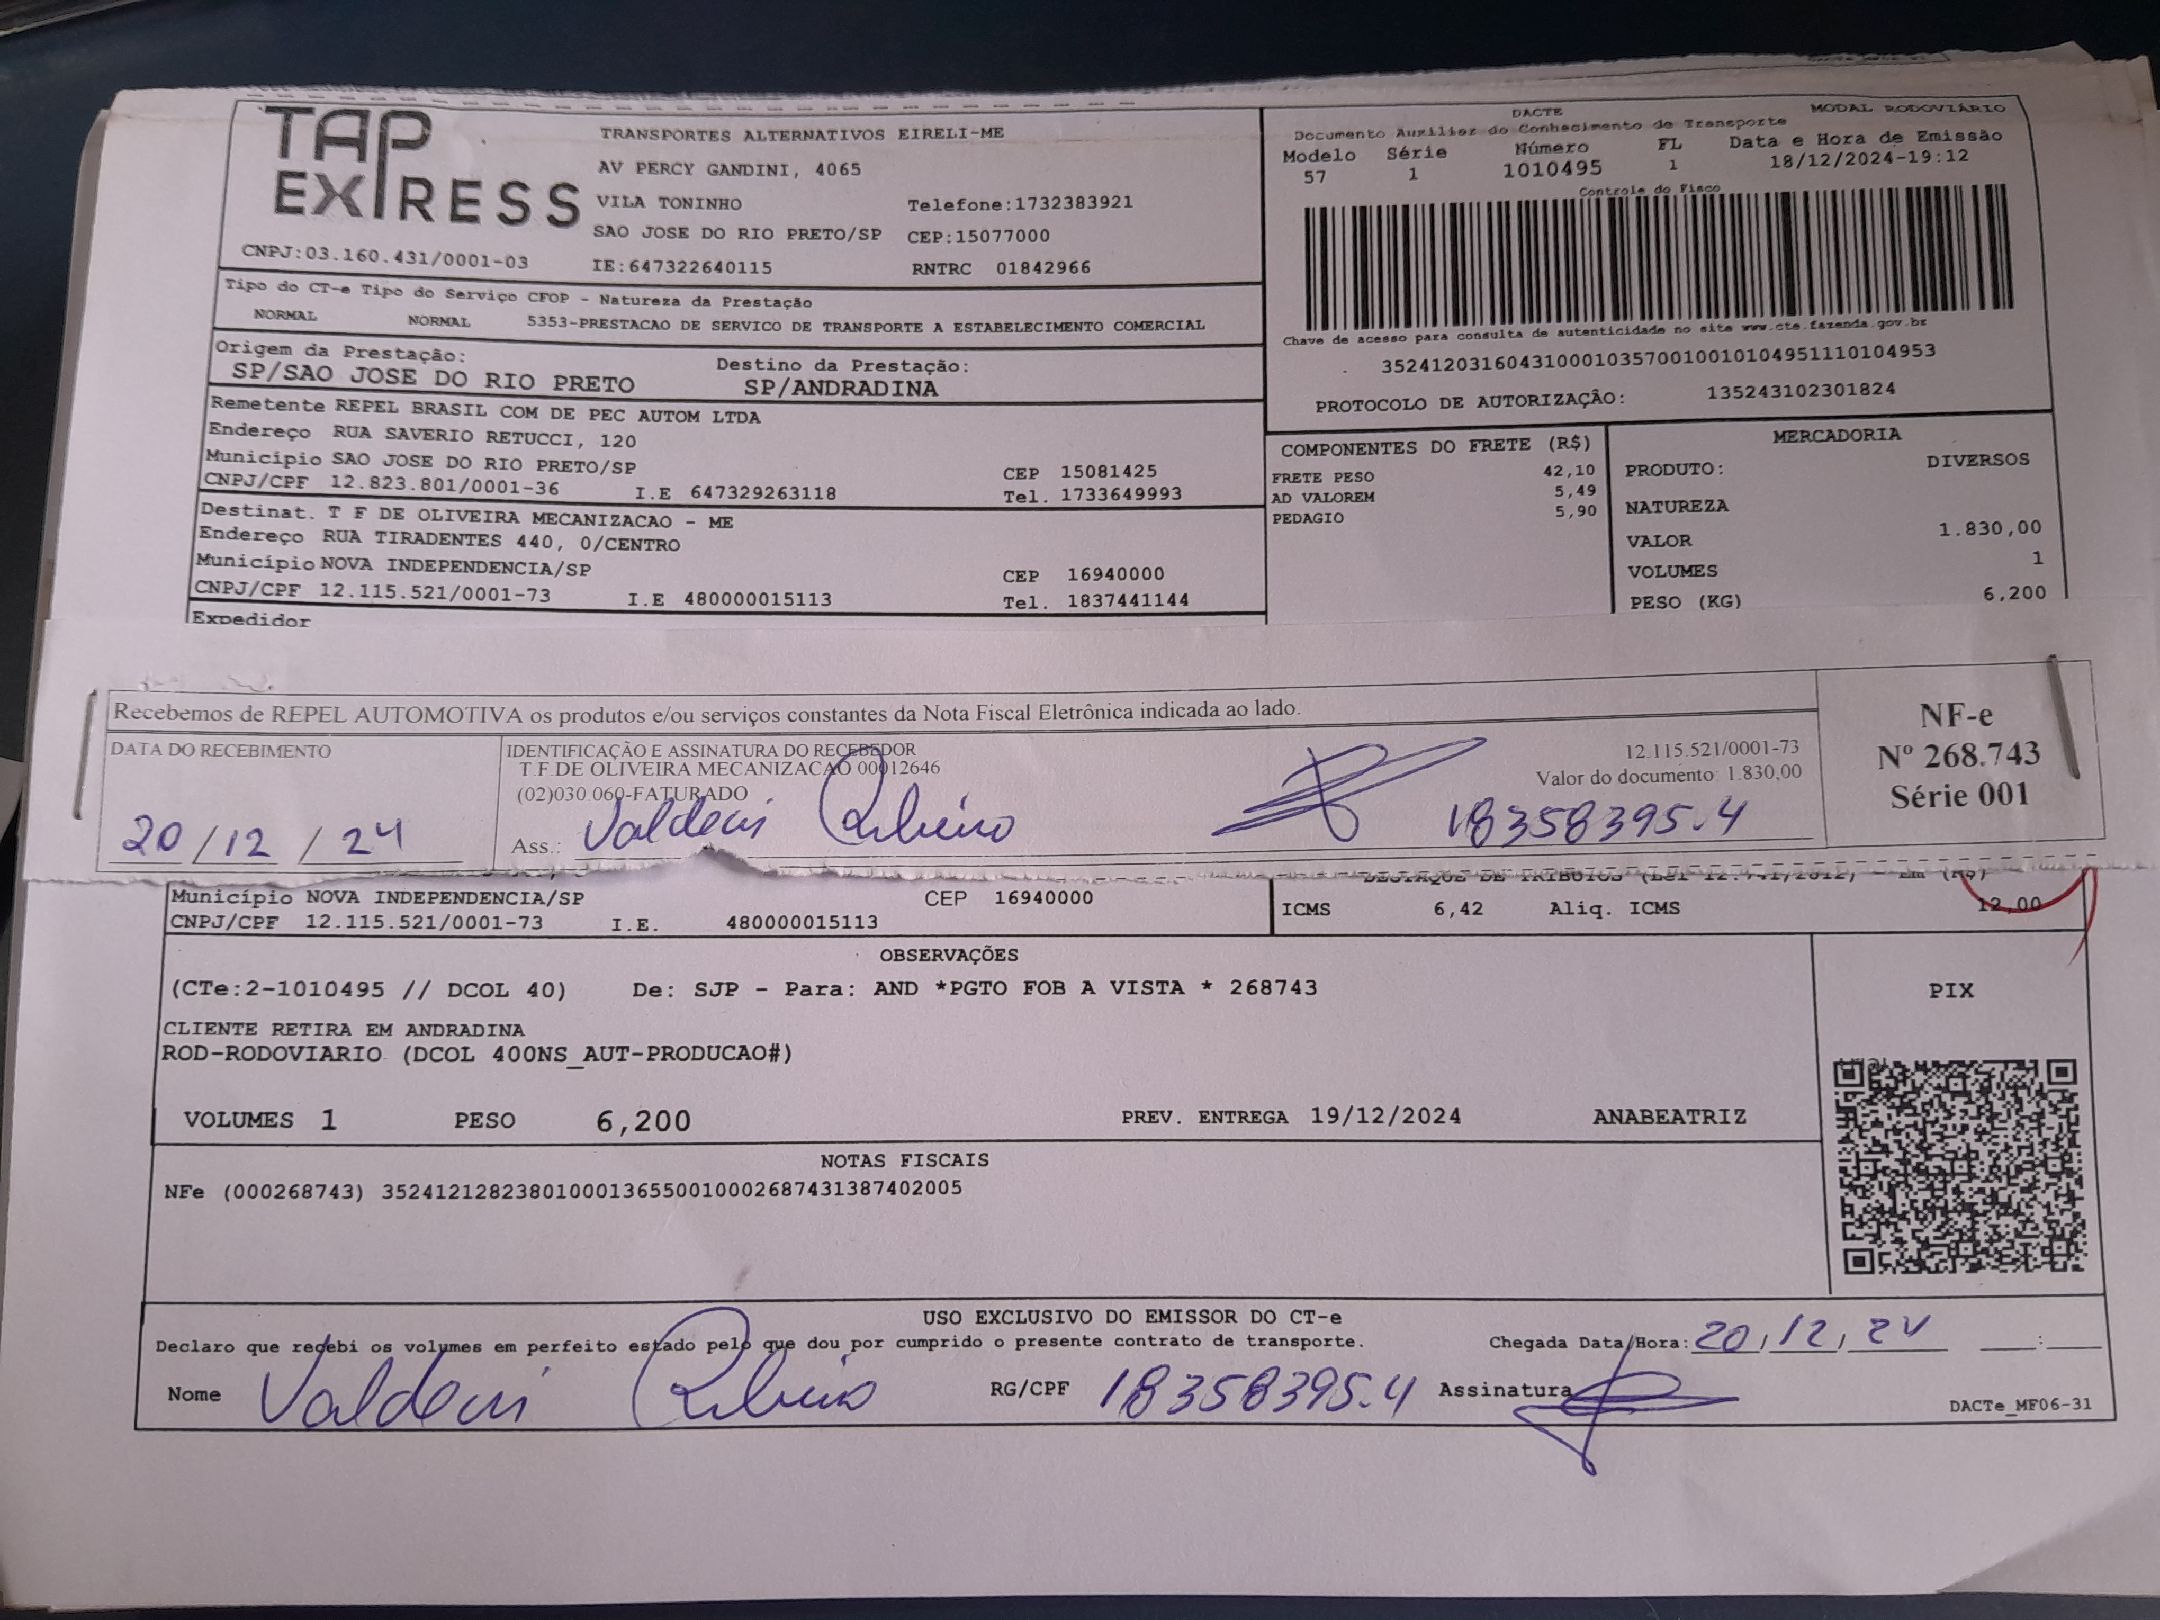 TAP EXPRESS
TRANSPORTES ALTERNATIVOS EIRELI-ME
AV PERCY GANDINI, 4065
VILA TONINHO Telefone:1732383921
SAO JOSE DO RIO PRETO/SP CEP:15077000
CNPJ:03.160.431/0001-03 IE:647322640115 RNTRC 01842966
DACTE MODAL RODOVIÁRIO
Documento Auxiliar do Conhecimento de Transporte
Modelo Série Número FL Data e Hora de Emissão
57 1 1010495 1 18/12/2024-19:12
Controle do Fisco
Chave de acesso para consulta de autenticidade no site www.cte.fazenda.gov.br
35241203160431000103570010010104951110104953
PROTOCOLO DE AUTORIZAÇÃO: 135243102301824
Tipo do CT-e Tipo do Serviço CFOP - Natureza da Prestação
NORMAL NORMAL 5353-PRESTACAO DE SERVICO DE TRANSPORTE A ESTABELECIMENTO COMERCIAL
Origem da Prestação: Destino da Prestação:
SP/SAO JOSE DO RIO PRETO SP/ANDRADINA
Remetente REPEL BRASIL COM DE PEC AUTOM LTDA
Endereço RUA SAVERIO RETUCCI, 120
Município SAO JOSE DO RIO PRETO/SP CEP 15081425
CNPJ/CPF 12.823.801/0001-36 I.E 647329263118 Tel. 1733649993
Destinat. T F DE OLIVEIRA MECANIZACAO - ME
Endereço RUA TIRADENTES 440, 0/CENTRO
Município NOVA INDEPENDENCIA/SP CEP 16940000
CNPJ/CPF 12.115.521/0001-73 I.E 480000015113 Tel. 1837441144
Expedidor
COMPONENTES DO FRETE (R$)
FRETE PESO 42,10
AD VALOREM 5,49
PEDAGIO 5,90
MERCADORIA
PRODUTO: DIVERSOS
NATUREZA
VALOR 1.830,00
VOLUMES 1
PESO (KG) 6,200
Recebemos de REPEL AUTOMOTIVA os produtos e/ou serviços constantes da Nota Fiscal Eletrônica indicada ao lado.
DATA DO RECEBIMENTO
20/12/24
IDENTIFICAÇÃO E ASSINATURA DO RECEBEDOR 12.115.521/0001-73
T.F.DE OLIVEIRA MECANIZACAO 00012646 Valor do documento: 1.830,00
(02)030.060-FATURADO
Ass.: Valdeci Ribeiro 18358395.4
NF-e
Nº 268.743
Série 001
DESTAQUE DE TRIBUTOS (Lei 12.741/2012) - Em (R$)
Município NOVA INDEPENDENCIA/SP CEP 16940000
CNPJ/CPF 12.115.521/0001-73 I.E. 480000015113
ICMS 6,42 Aliq. ICMS 12,00
OBSERVAÇÕES
(CTe:2-1010495 // DCOL 40) De: SJP - Para: AND *PGTO FOB A VISTA * 268743
CLIENTE RETIRA EM ANDRADINA
ROD-RODOVIARIO (DCOL 400NS_AUT-PRODUCAO#)
VOLUMES 1 PESO 6,200 PREV. ENTREGA 19/12/2024 ANABEATRIZ
PIX
NOTAS FISCAIS
NFe (000268743) 35241212823801000136550010002687431387402005
USO EXCLUSIVO DO EMISSOR DO CT-e
Declaro que recebi os volumes em perfeito estado pelo que dou por cumprido o presente contrato de transporte. Chegada Data/Hora: 20/12/24 __:__
Nome Valdeci Ribeiro RG/CPF 18358395.4 Assinatura
DACTe_MF06-31